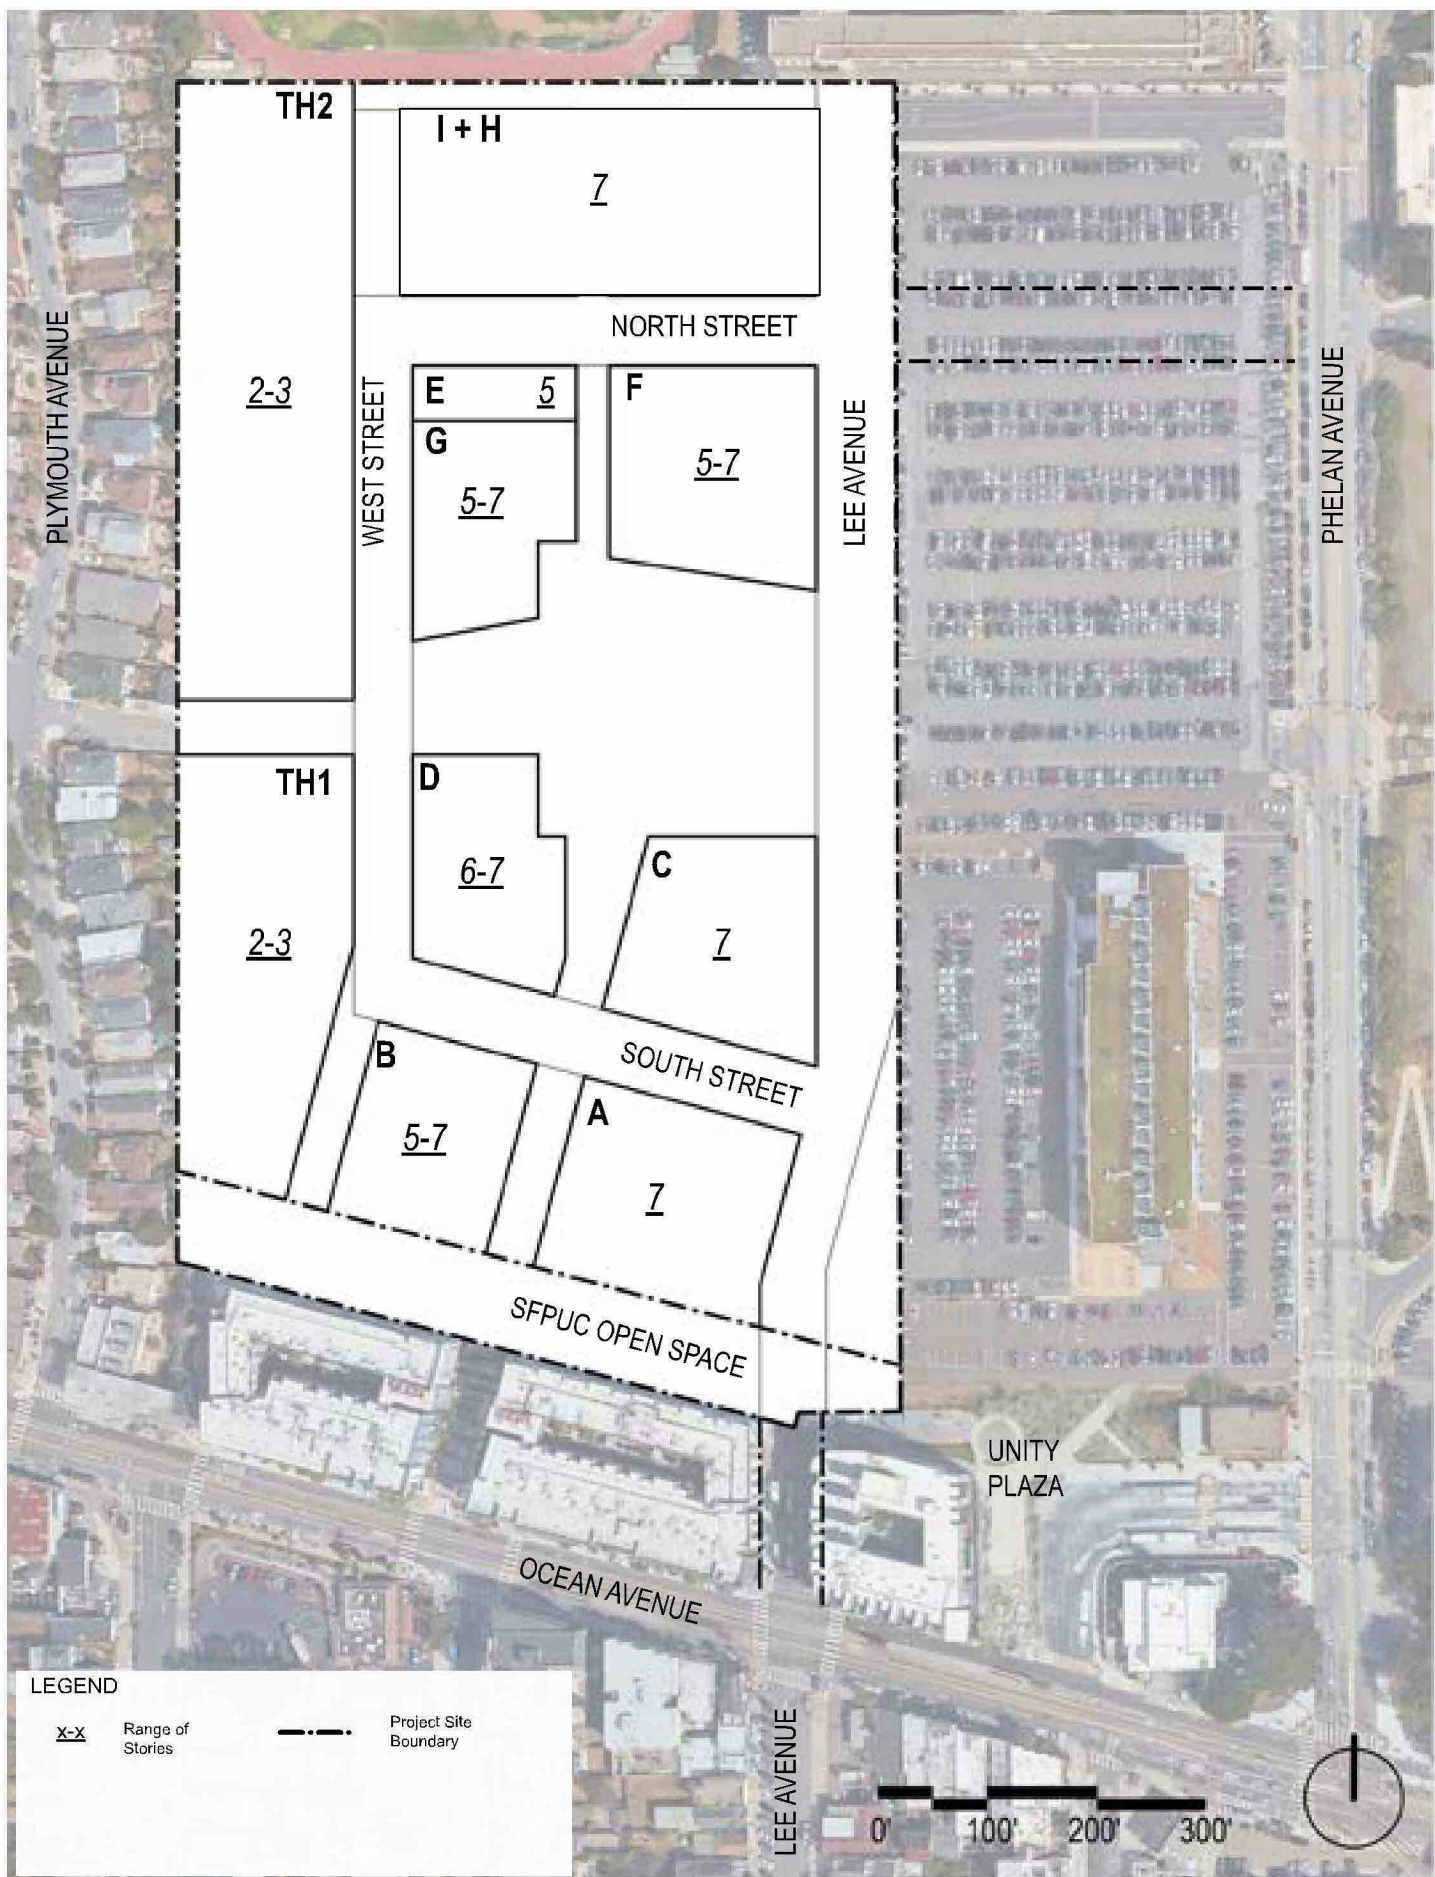 TH2
I + H
7
NORTH STREET
PLYMOUTH AVENUE
2-3
WEST STREET
E
5
F
G
5-7
5-7
LEE AVENUE
PHELAN AVENUE
TH1
D
6-7
C
7
2-3
SOUTH STREET
B
5-7
A
7
SFPUC OPEN SPACE
UNITY
PLAZA
OCEAN AVENUE
LEE AVENUE
LEGEND
x-x
Range of
Stories
Project Site
Boundary
0'
100'
200'
300'